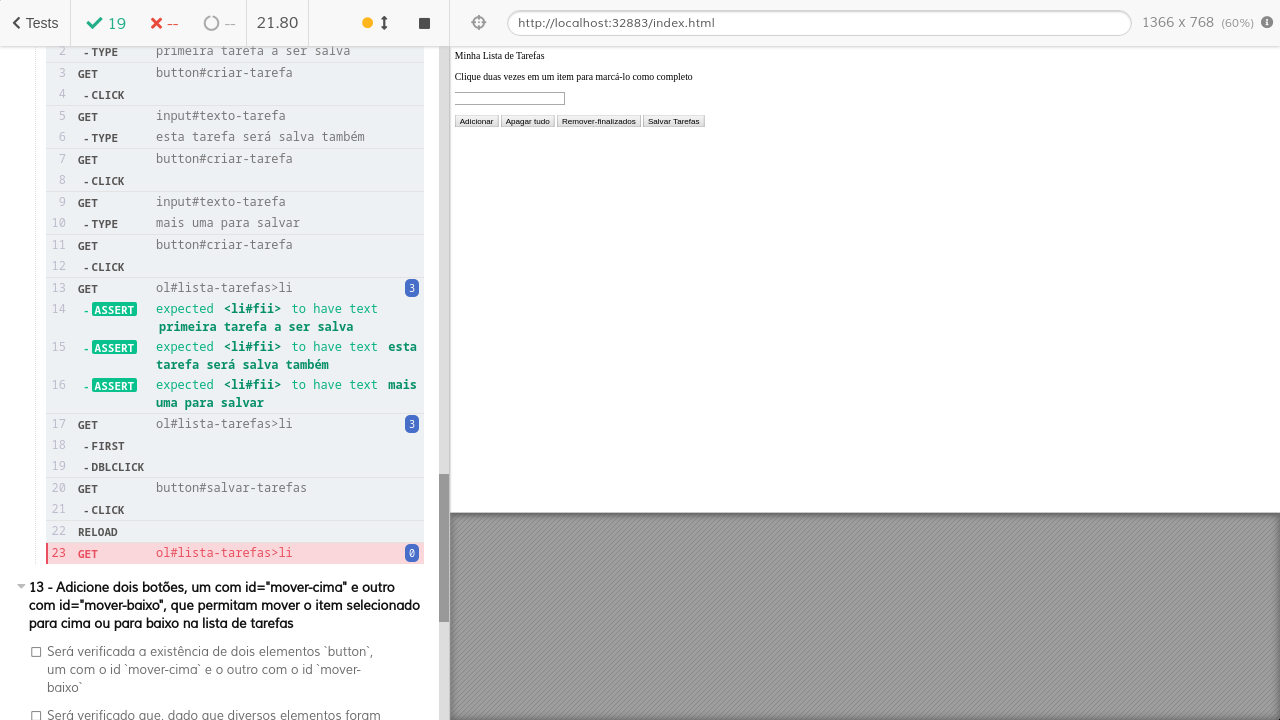 Tests
19
--
--
21.80
http://localhost:32883/index.html
1366 x 768 (60%)
2 -TYPE primeira tarefa a ser salva
3 GET button#criar-tarefa
4 -CLICK
5 GET input#texto-tarefa
6 -TYPE esta tarefa será salva também
7 GET button#criar-tarefa
8 -CLICK
9 GET input#texto-tarefa
10 -TYPE mais uma para salvar
11 GET button#criar-tarefa
12 -CLICK
13 GET ol#lista-tarefas>li 3
14 -ASSERT expected <li#fii> to have text
primeira tarefa a ser salva
15 -ASSERT expected <li#fii> to have text esta
tarefa será salva também
16 -ASSERT expected <li#fii> to have text mais
uma para salvar
17 GET ol#lista-tarefas>li 3
18 -FIRST
19 -DBLCLICK
20 GET button#salvar-tarefas
21 -CLICK
22 RELOAD
23 GET ol#lista-tarefas>li 0
13 - Adicione dois botões, um com id="mover-cima" e outro
com id="mover-baixo", que permitam mover o item selecionado
para cima ou para baixo na lista de tarefas
Será verificada a existência de dois elementos `button`,
um com o id `mover-cima` e o outro com o id `mover-
baixo`
Será verificado que, dado que diversos elementos foram
Minha Lista de Tarefas
Clique duas vezes em um item para marcá-lo como completo
Adicionar Apagar tudo Remover-finalizados Salvar Tarefas